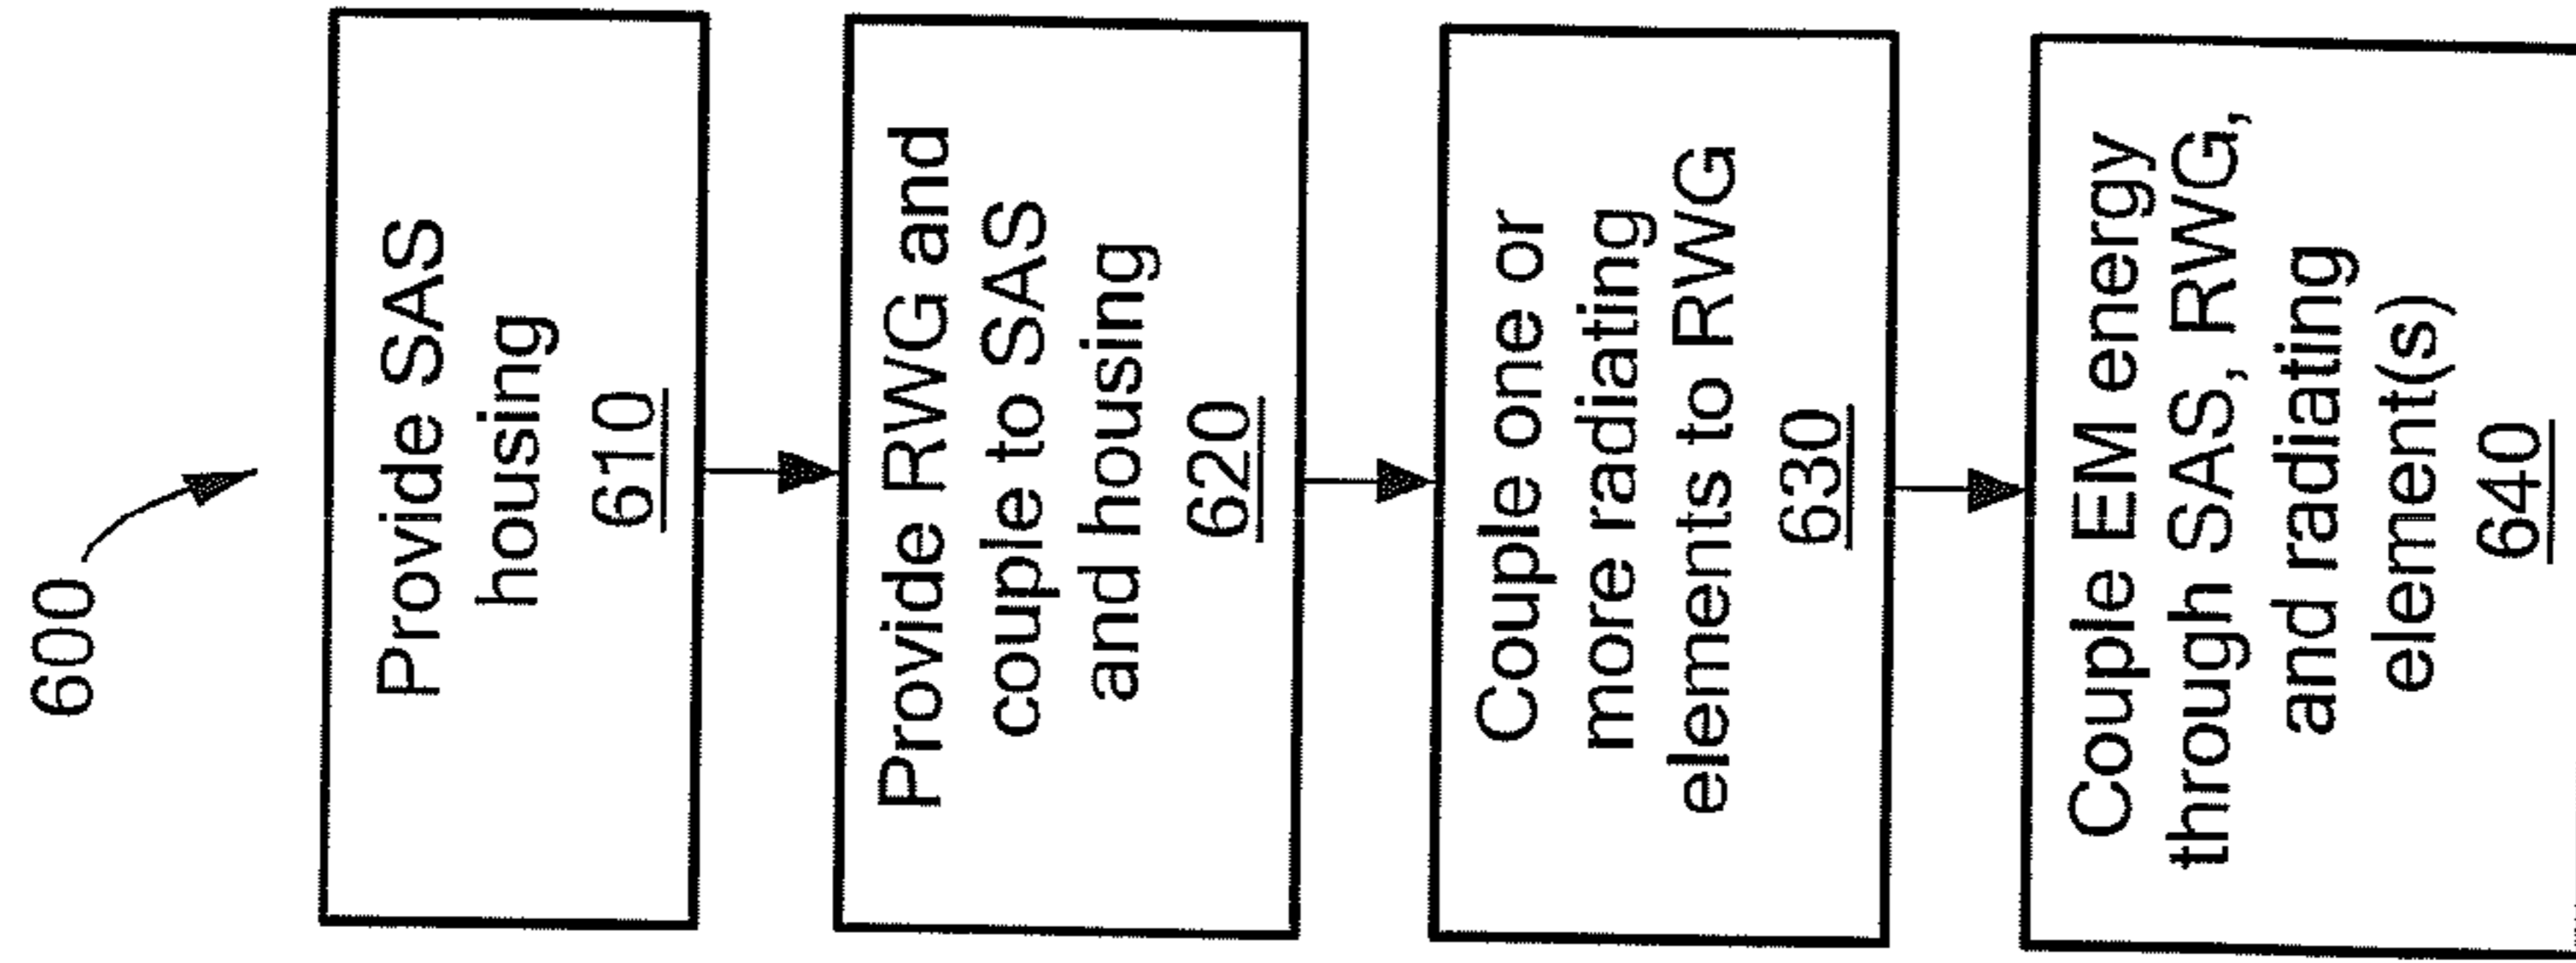 600
Provide SAS
housing
610
Provide RWG and
couple to SAS
and housing
620
Couple one or
more radiating
elements to RWG
630
Couple EM energy
through SAS, RWG,
and radiating
element(s)
640